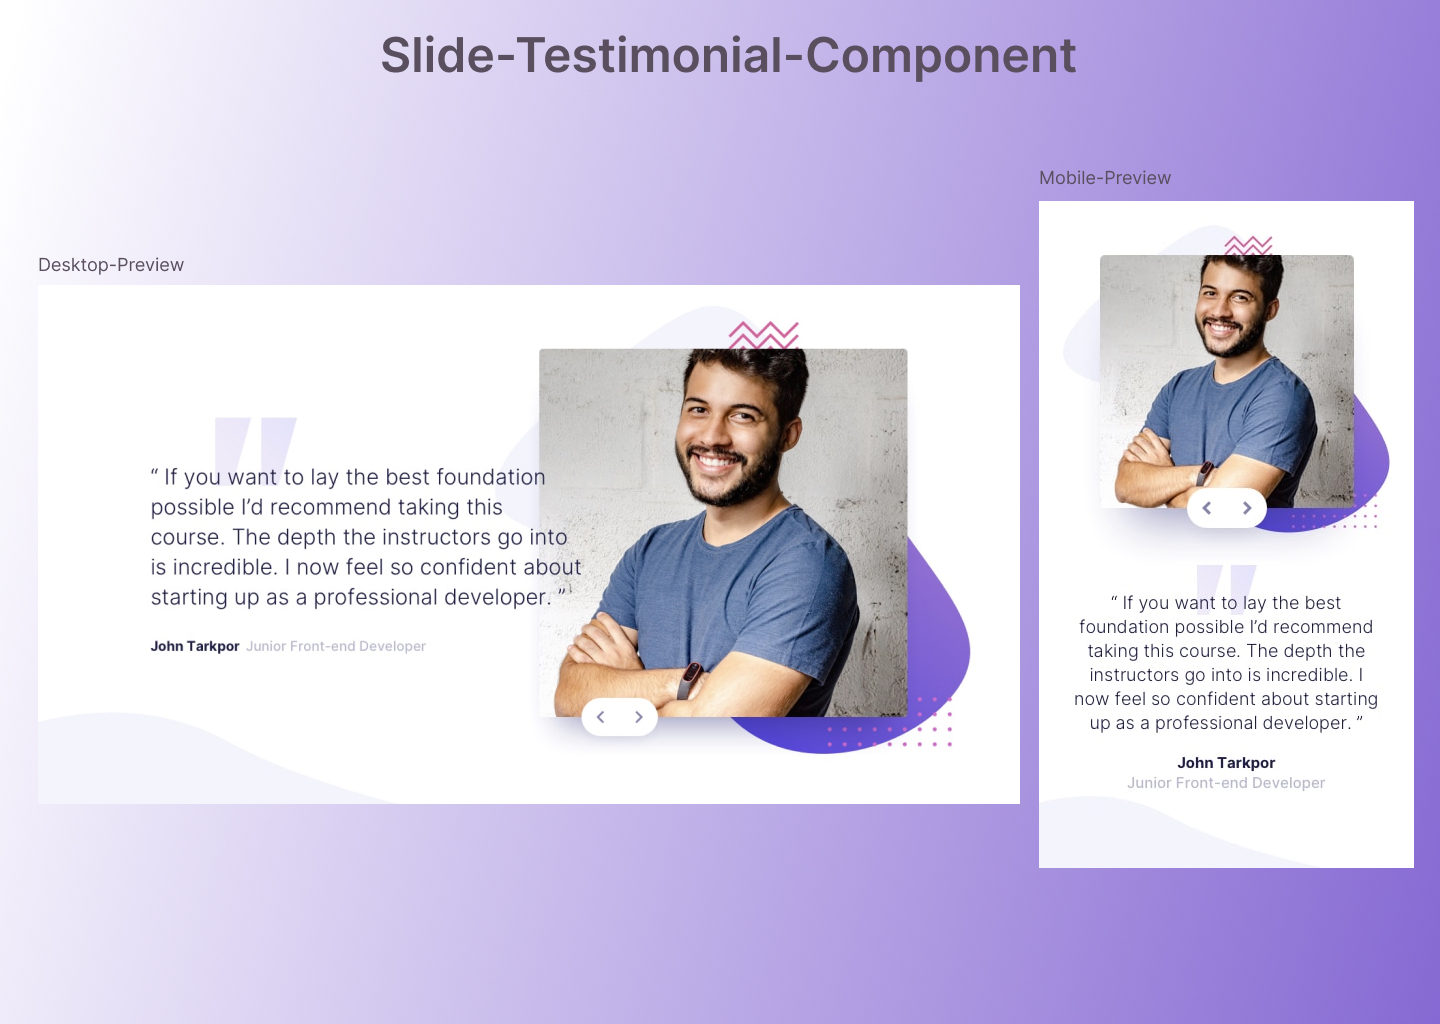 Slide-Testimonial-Component
Desktop-Preview
“ If you want to lay the best foundation
possible I’d recommend taking this
course. The depth the instructors go into
is incredible. I now feel so confident about
starting up as a professional developer. ”
John Tarkpor Junior Front-end Developer
Mobile-Preview
“ If you want to lay the best
foundation possible I’d recommend
taking this course. The depth the
instructors go into is incredible. I
now feel so confident about starting
up as a professional developer. ”
John Tarkpor
Junior Front-end Developer